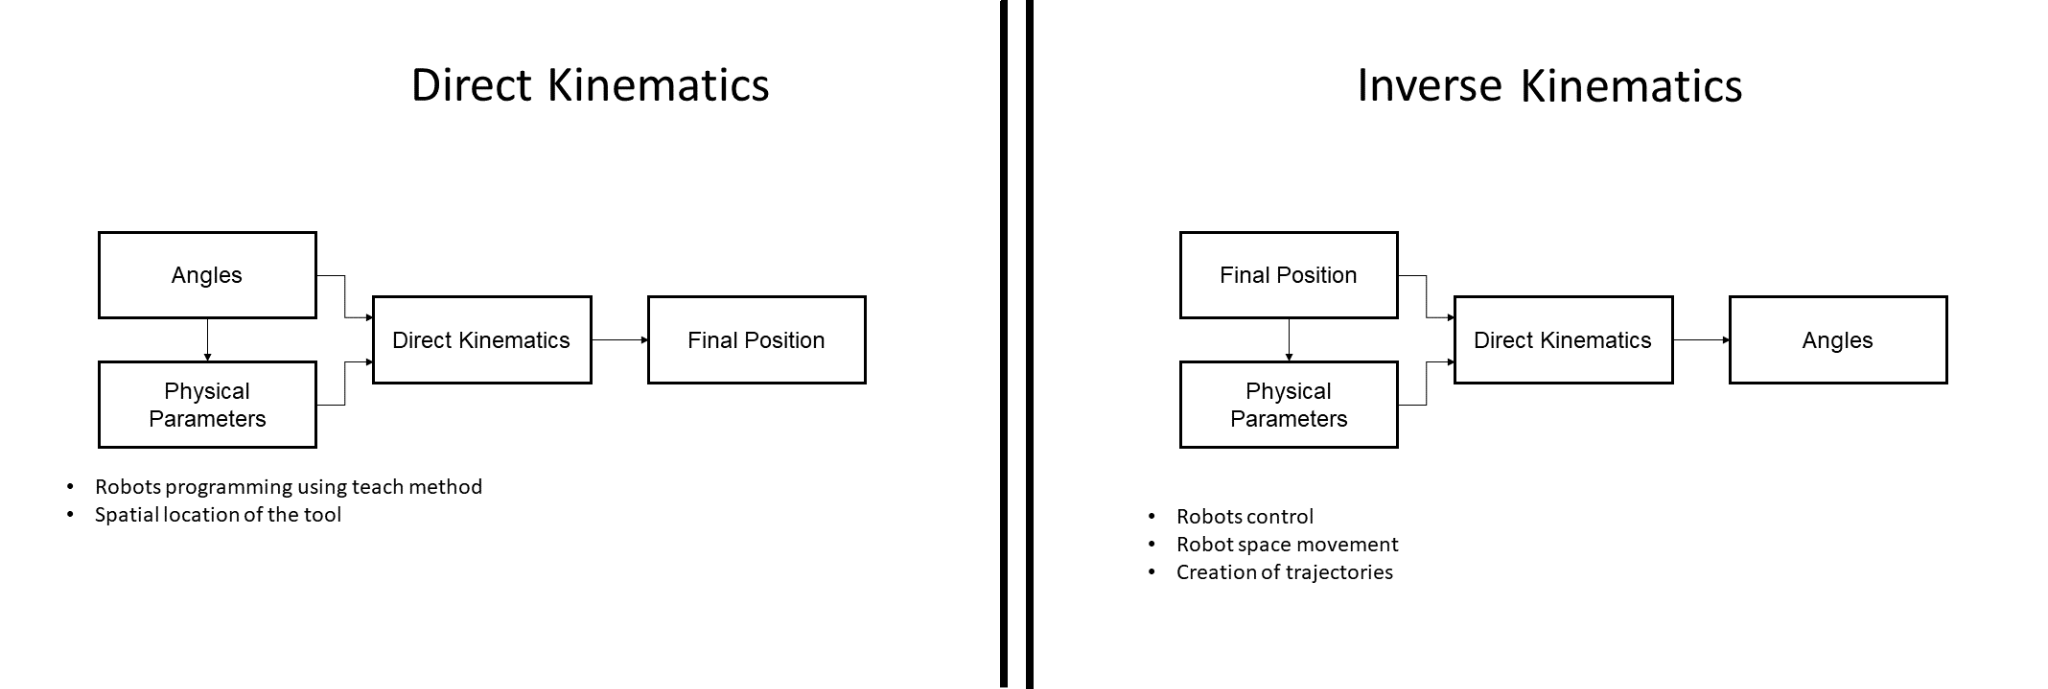 Direct Kinematics
Angles
Physical
Parameters
Direct Kinematics
Final Position
• Robots programming using teach method
• Spatial location of the tool
Inverse Kinematics
Final Position
Physical
Parameters
Direct Kinematics
Angles
• Robots control
• Robot space movement
• Creation of trajectories